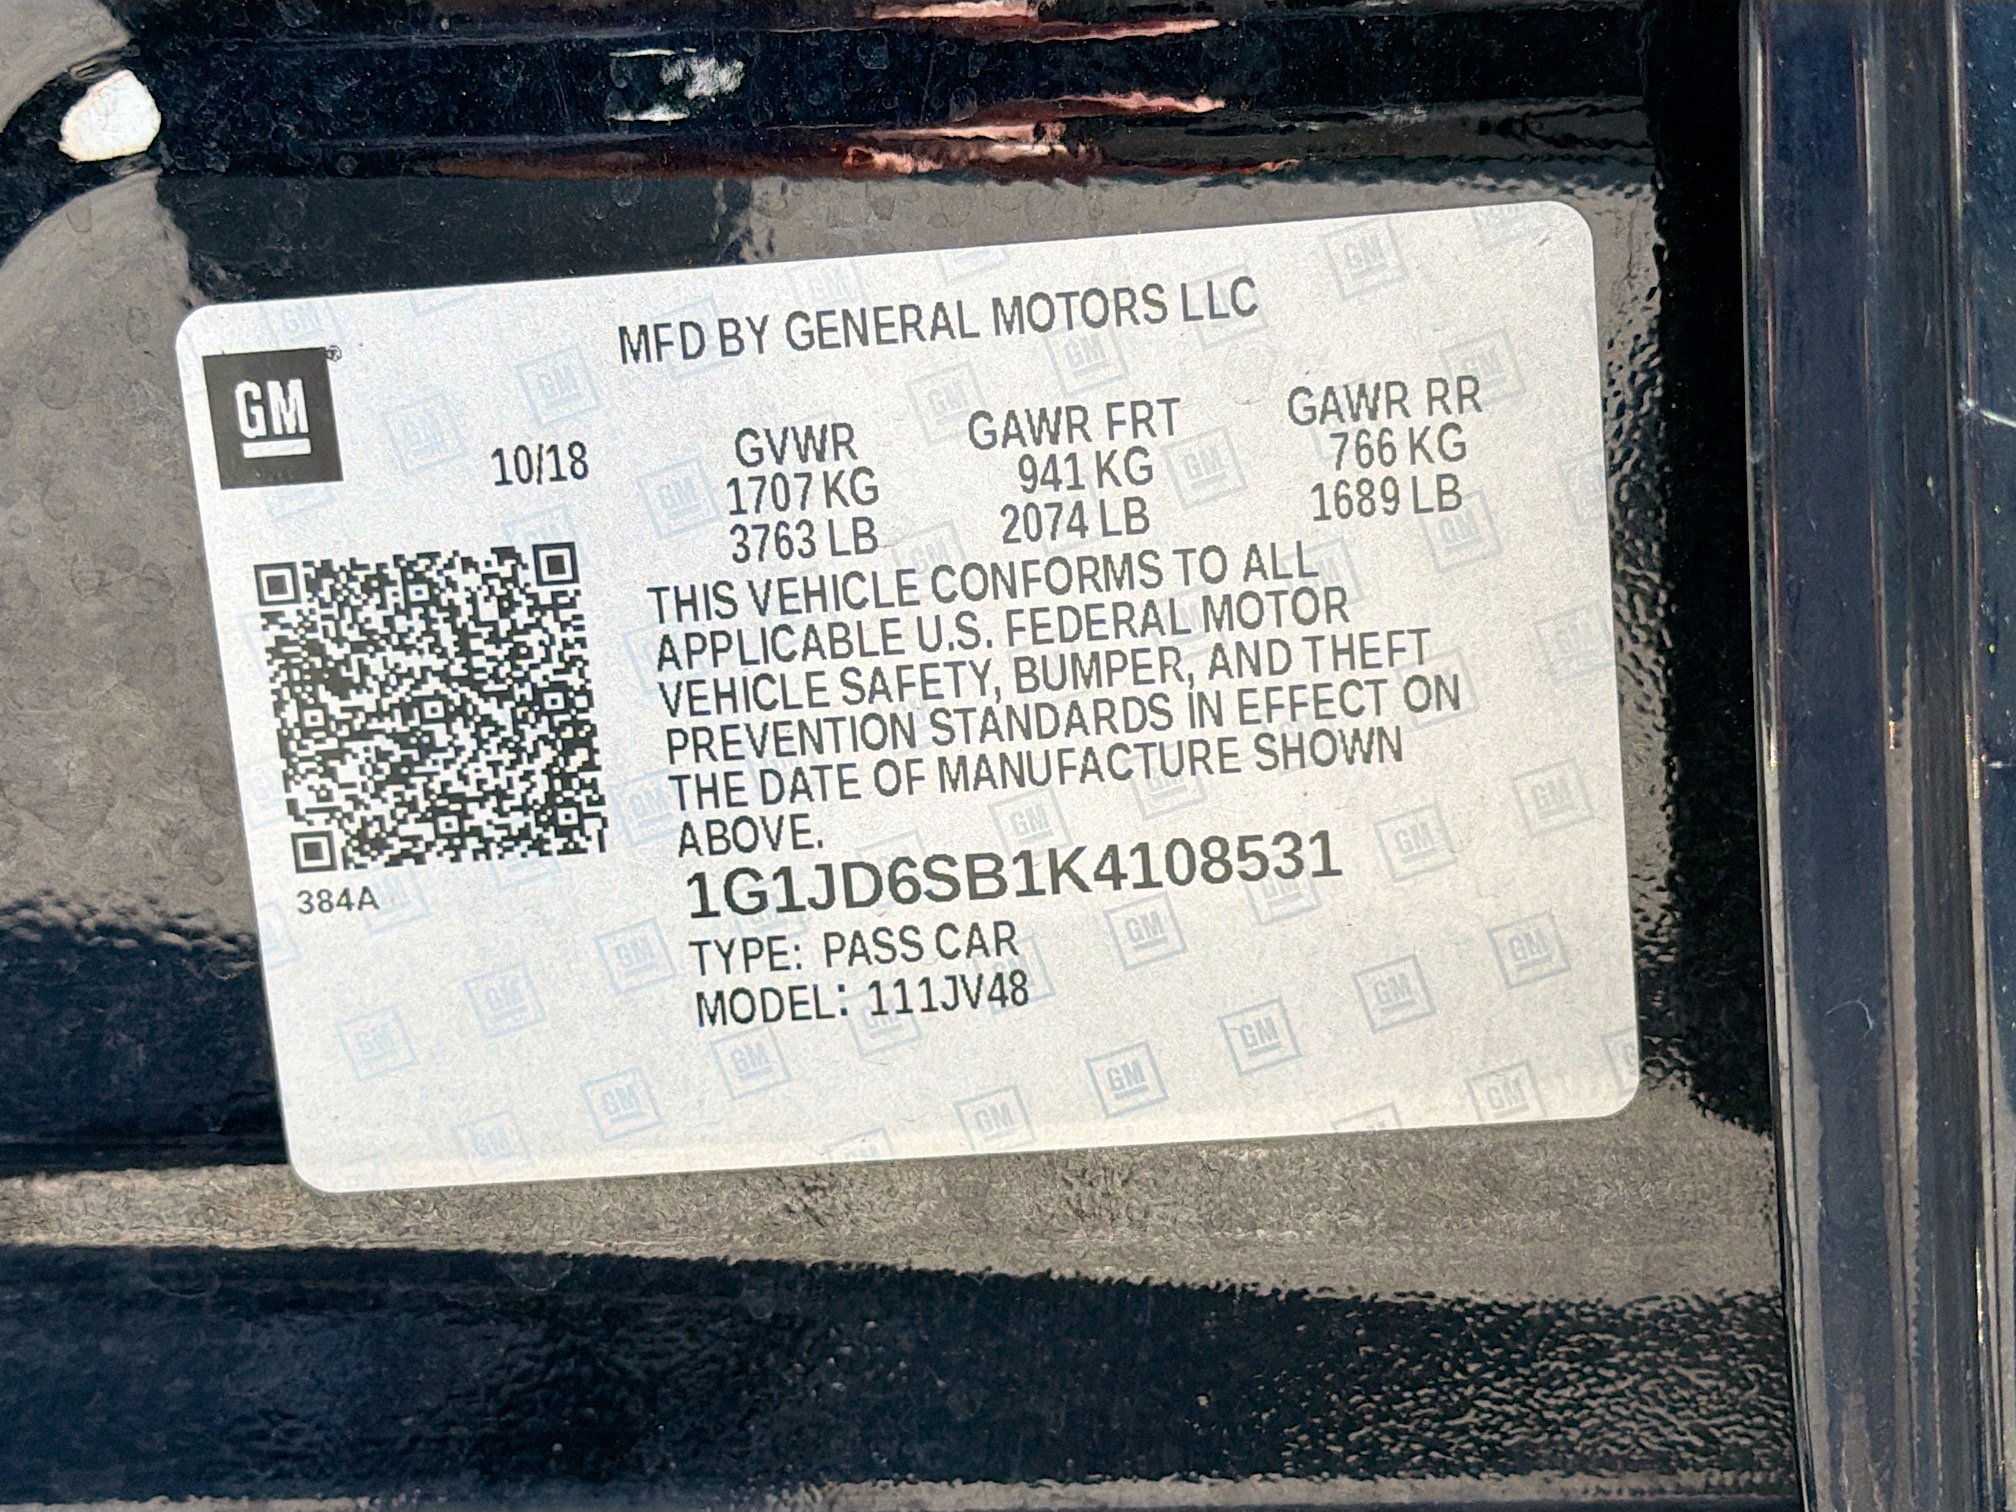 MFD BY GENERAL MOTORS LLC
GM
10/18
GVWR
1707 KG
3763 LB
GAWR FRT
941 KG
2074 LB
GAWR RR
766 KG
1689 LB
THIS VEHICLE CONFORMS TO ALL
APPLICABLE U.S. FEDERAL MOTOR
VEHICLE SAFETY, BUMPER, AND THEFT
PREVENTION STANDARDS IN EFFECT ON
THE DATE OF MANUFACTURE SHOWN
ABOVE.
384A
1G1JD6SB1K4108531
TYPE: PASS CAR
MODEL: 111JV48